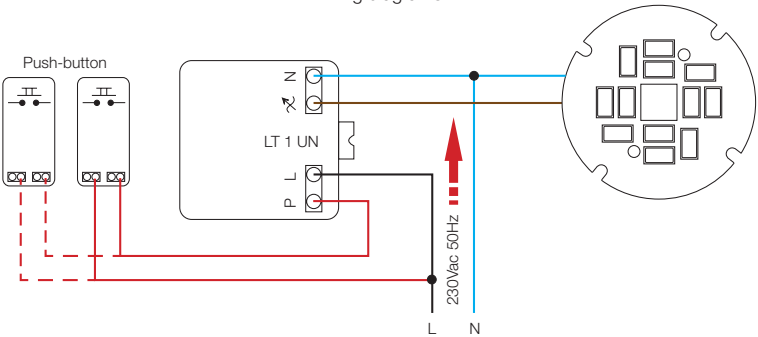 Push-button
N
LT 1 UN
L
P
230Vac 50Hz
L N